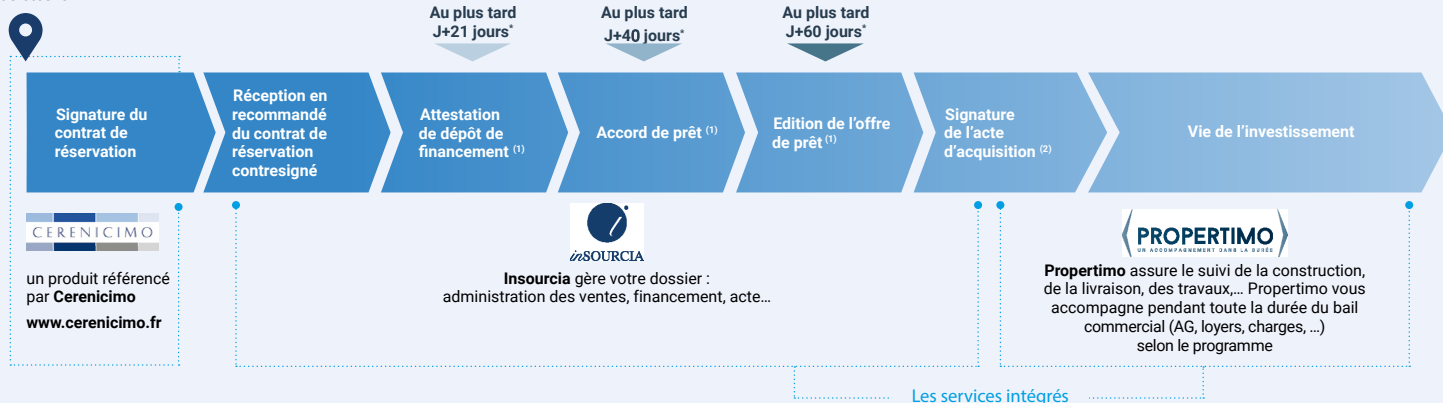 Au plus tard
J+21 jours*
Au plus tard
J+40 jours*
Au plus tard
J+60 jours*
Signature du
contrat de
réservation
Réception en
recommandé
du contrat de
réservation
contresigné
Attestation
de dépôt de
financement (1)
Accord de prêt (1)
Edition de l'offre
de prêt (1)
Signature
de l'acte
d'acquisition (2)
Vie de l'investissement
CERENICIMO
un produit référencé
par Cerenicimo
www.cerenicimo.fr
inSOURCIA
Insourcia gère votre dossier :
administration des ventes, financement, acte…
PROPERTIMO
UN ACCOMPAGNEMENT DANS LA DURÉE
Propertimo assure le suivi de la construction,
de la livraison, des travaux,… Propertimo vous
accompagne pendant toute la durée du bail
commercial (AG, loyers, charges, …)
selon le programme
Les services intégrés